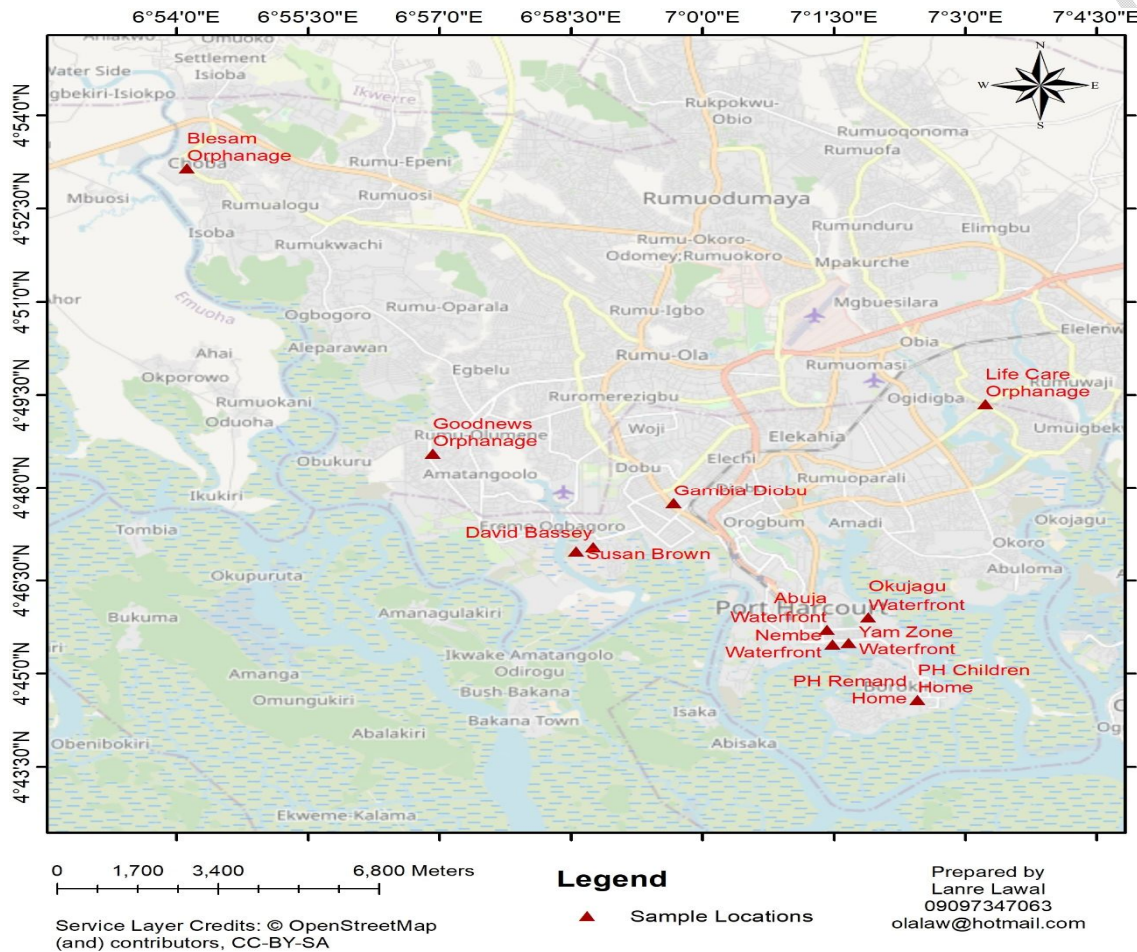 6°54'0"E 6°55'30"E 6°57'0"E 6°58'30"E 7°0'0"E 7°1'30"E 7°3'0"E 7°4'30"E
4°54'0"N
4°52'30"N
4°51'0"N
4°49'30"N
4°48'0"N
4°46'30"N
4°45'0"N
4°43'30"N
N
W E
S
Settlement
Isioba
Water Side
Ikwerre
Rukpokwu-
Obio
Rumuoqonoma
Rumuofa
Blesam
Orphanage
Choba
Rumu-Epeni
Mbuosi
Rumualogu
Rumuosi
Rumuodumaya
Isoba
Rumukwachi
Rumunduru
Elimgbu
Rumu-Okoro-
Odomey;Rumuokoro
Mpakurche
Emuoha
Ogbogoro
Rumu-Oparala
Rumu-Igbo
Mgbuesilara
Aleparawan
Ahai
Egbelu
Rumu-Ola
Obia
Elelenw
Okporowo
Rumuomasi
Life Care
Orphanage
Rumuokani
Oduoha
Ruromerezigbu
Ogidigba
Rumuwaji
Goodnews
Orphanage
Rumu-Olumene
Woji
Elekahia
Umuigbek
Obukuru
Amatangoolo
Dobu
Elechi
Rumuoparali
Ikukiri
Gambia Diobu
Tombia
Ereme Ogbagoro
Orogbum
Amadi
Okojagu
David Bassey
Susan Brown
Okoro
Abuloma
Okupuruta
Bukuma
Amanagulakiri
Port Harcourt
Abuja
Waterfront
Okujagu
Waterfront
Nembe
Waterfront
Yam Zone
Waterfront
Ikwake Amatangolo
Odirogu
Amanga
Bush-Bakana
PH Remand
Home
PH Children
Home
Omungukiri
Bakana Town
Isaka
Abalakiri
Abisaka
Obenibokiri
Ekweme-Kalama
0 1,700 3,400 6,800 Meters
Service Layer Credits: © OpenStreetMap
(and) contributors, CC-BY-SA
Legend
Sample Locations
Prepared by
Lanre Lawal
09097347063
olalaw@hotmail.com